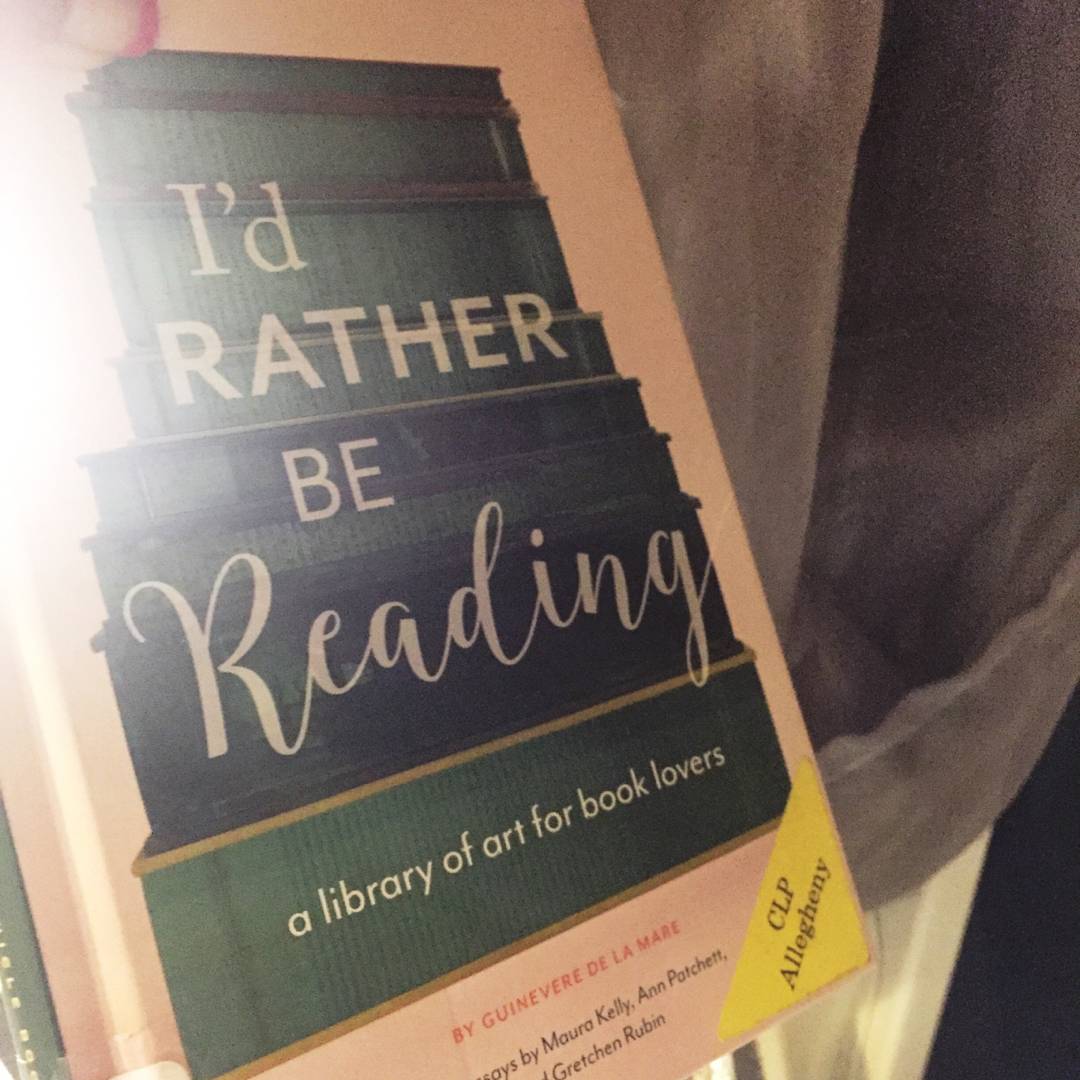 I'd
RATHER
BE
Reading
a library of art for book lovers
BY GUINEVERE DE LA MARE
by Maura Kelly, Ann Patchett,
Gretchen Rubin
CLP
Allegheny